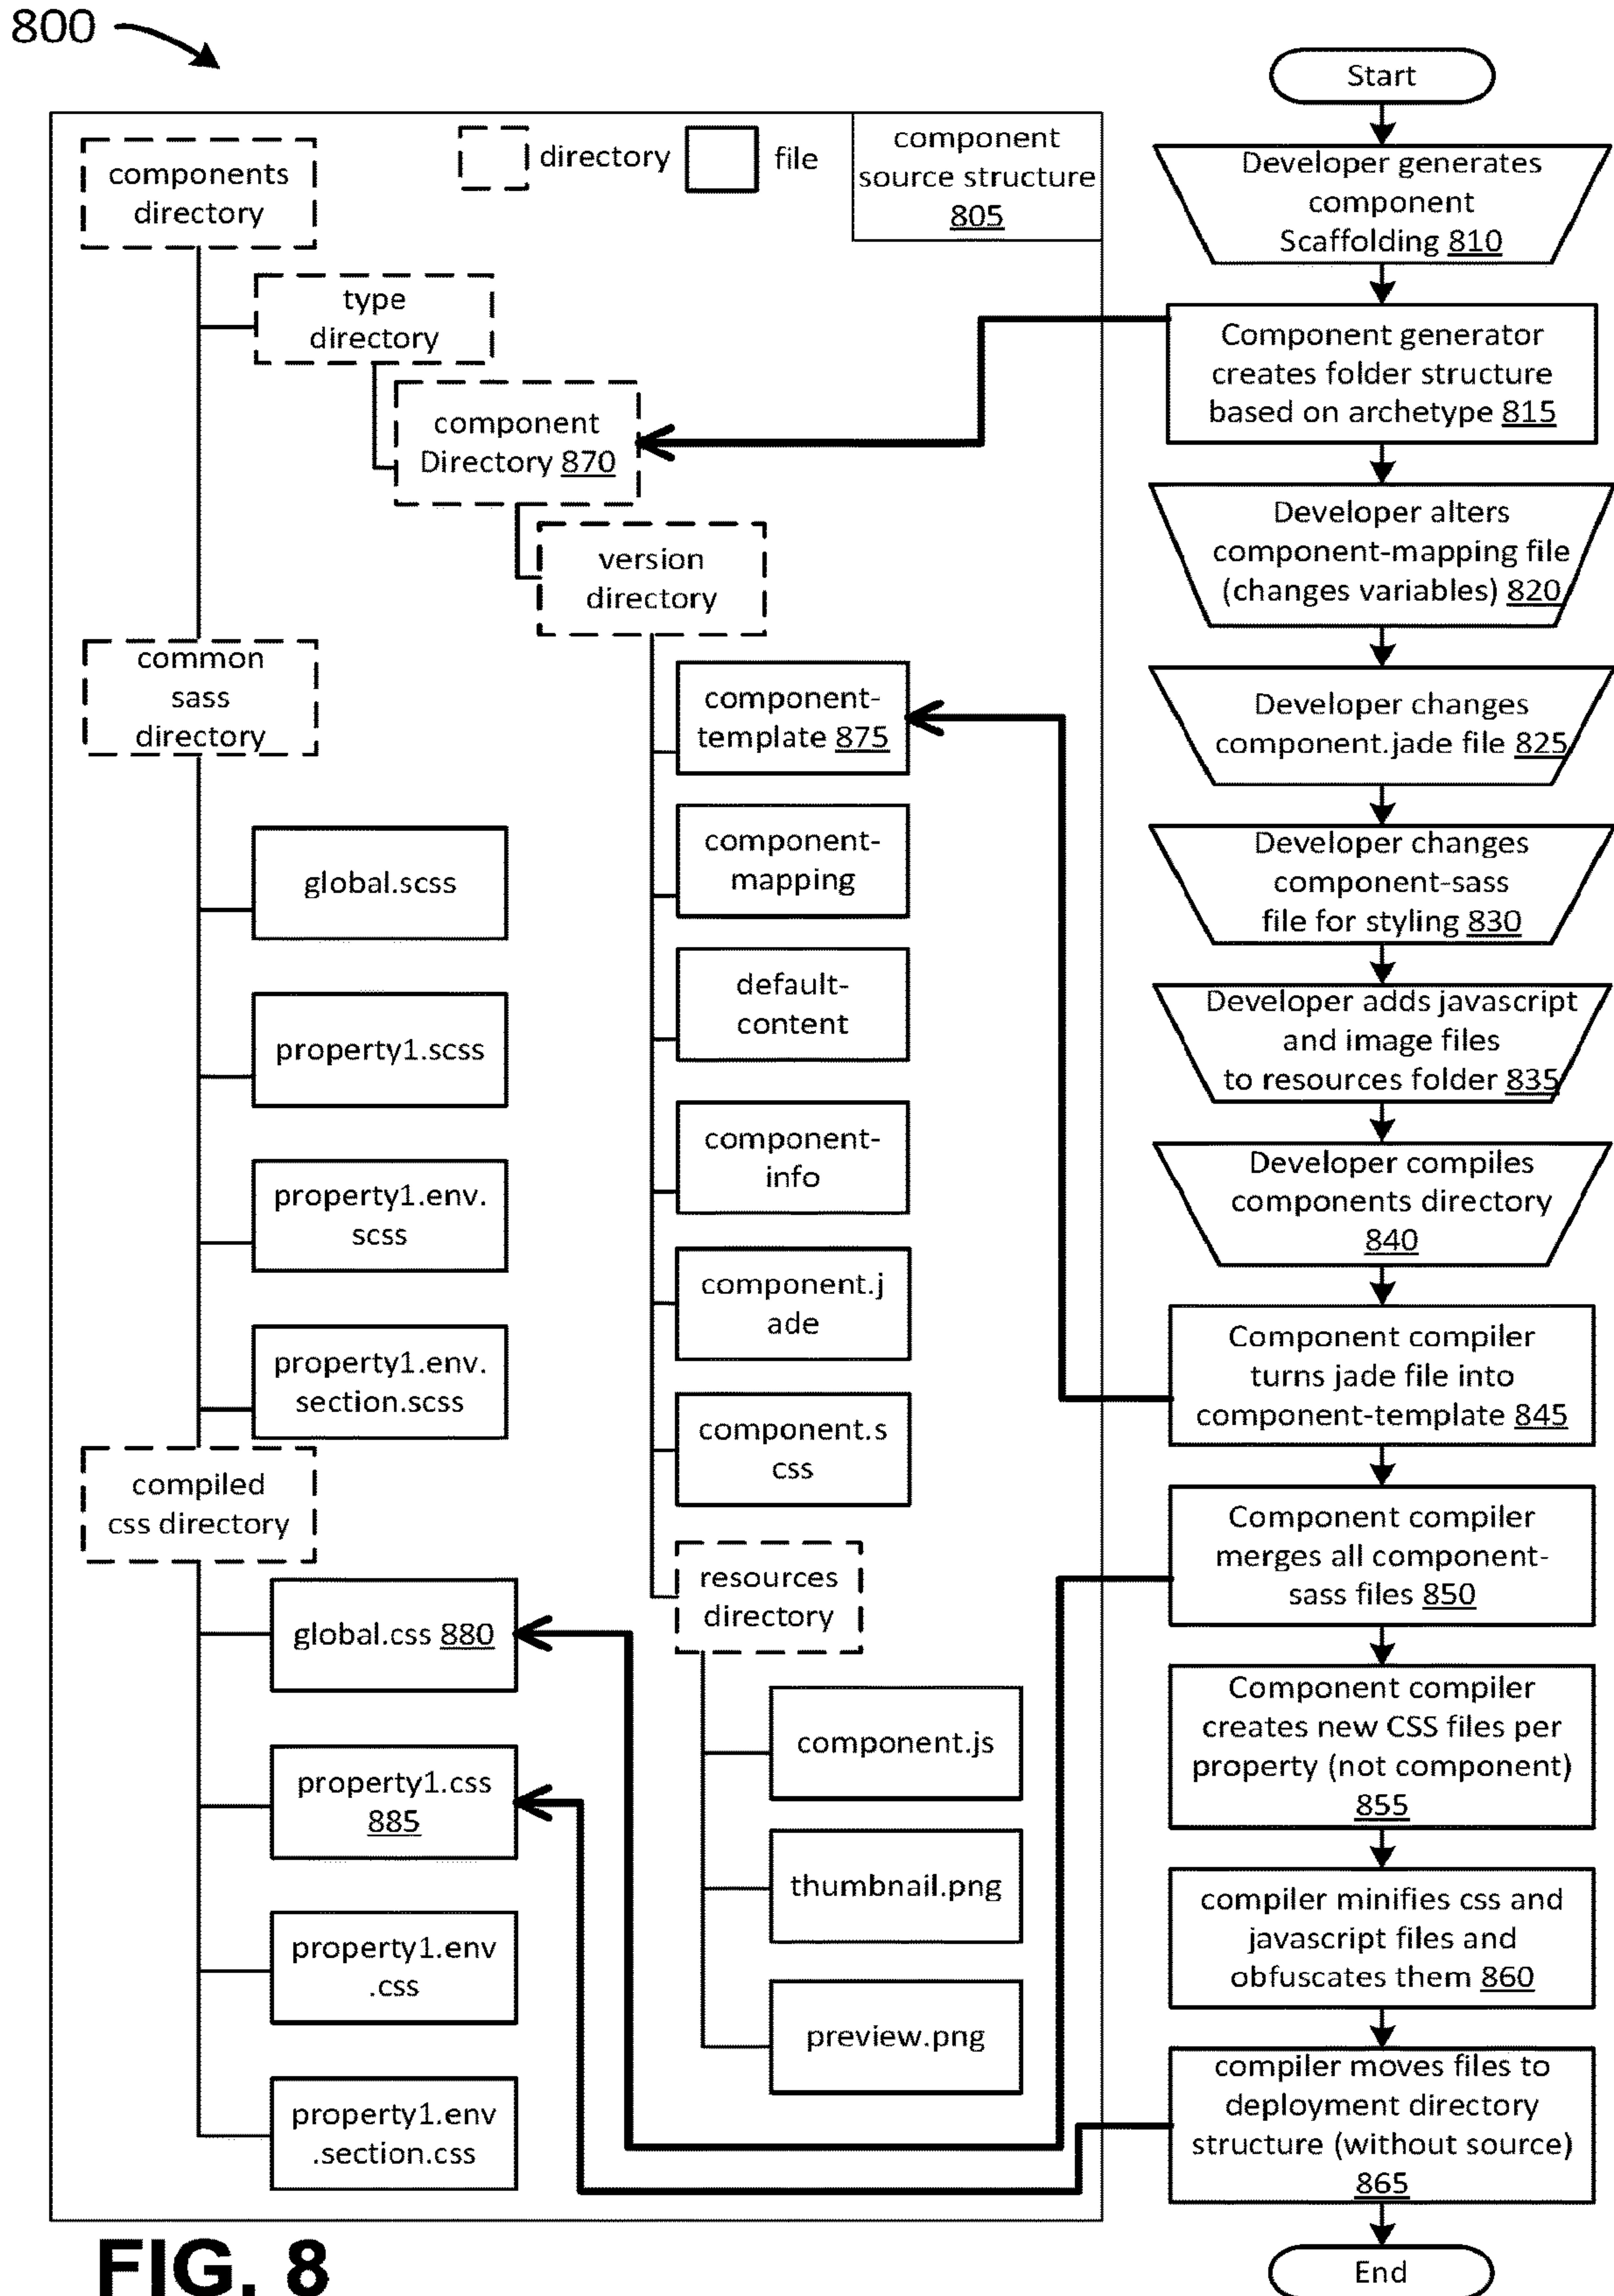 800
components
directory
directory
file
component
source structure
805
type
directory
component
Directory 870
version
directory
common
sass
directory
component-
template 875
component-
mapping
default-
content
component-
info
component.j
ade
component.s
css
resources
directory
component.js
thumbnail.png
preview.png
global.scss
property1.scss
property1.env.
scss
property1.env.
section.scss
compiled
css directory
global.css 880
property1.css
885
property1.env
.css
property1.env
.section.css
Start
Developer generates
component
Scaffolding 810
Component generator
creates folder structure
based on archetype 815
Developer alters
component-mapping file
(changes variables) 820
Developer changes
component.jade file 825
Developer changes
component-sass
file for styling 830
Developer adds javascript
and image files
to resources folder 835
Developer compiles
components directory
840
Component compiler
turns jade file into
component-template 845
Component compiler
merges all component-
sass files 850
Component compiler
creates new CSS files per
property (not component)
855
compiler minifies css and
javascript files and
obfuscates them 860
compiler moves files to
deployment directory
structure (without source)
865
End
FIG. 8